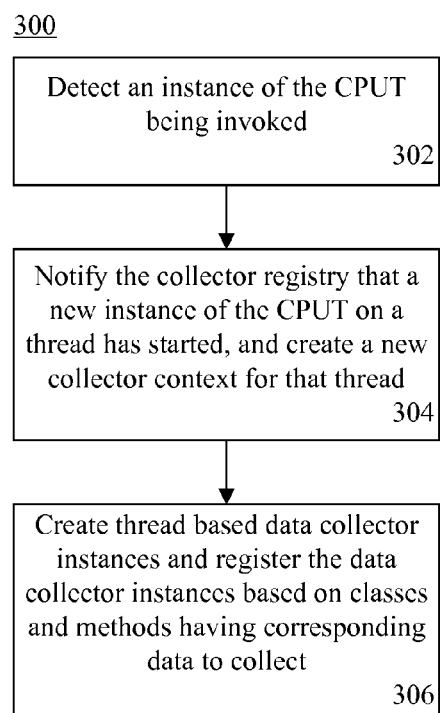 300
Detect an instance of the CPUT
being invoked
302
Notify the collector registry that a
new instance of the CPUT on a
thread has started, and create a new
collector context for that thread
304
Create thread based data collector
instances and register the data
collector instances based on classes
and methods having corresponding
data to collect
306